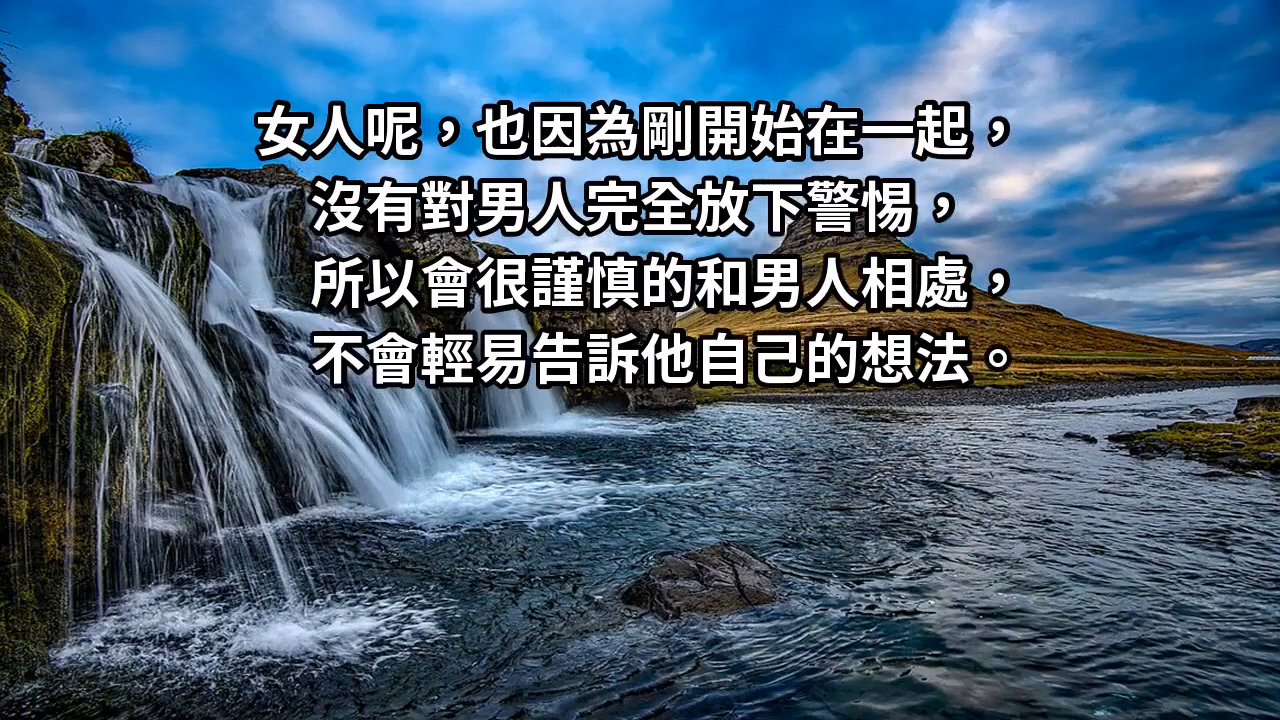 女人呢，也因為剛開始在一起，
沒有對男人完全放下警惕，
所以會很謹慎的和男人相處，
不會輕易告訴他自己的想法。